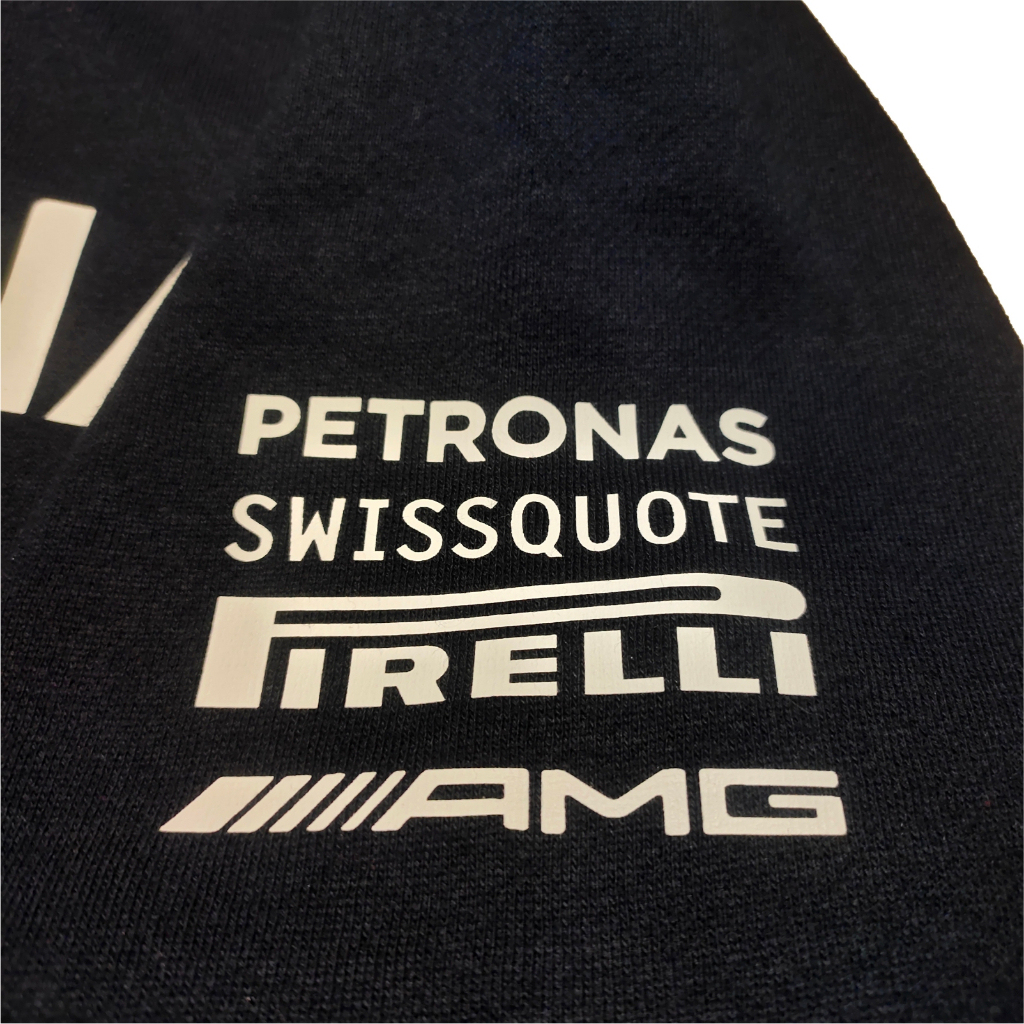 PETRONAS
SWISSQUOTE
PIRELLI
AMG